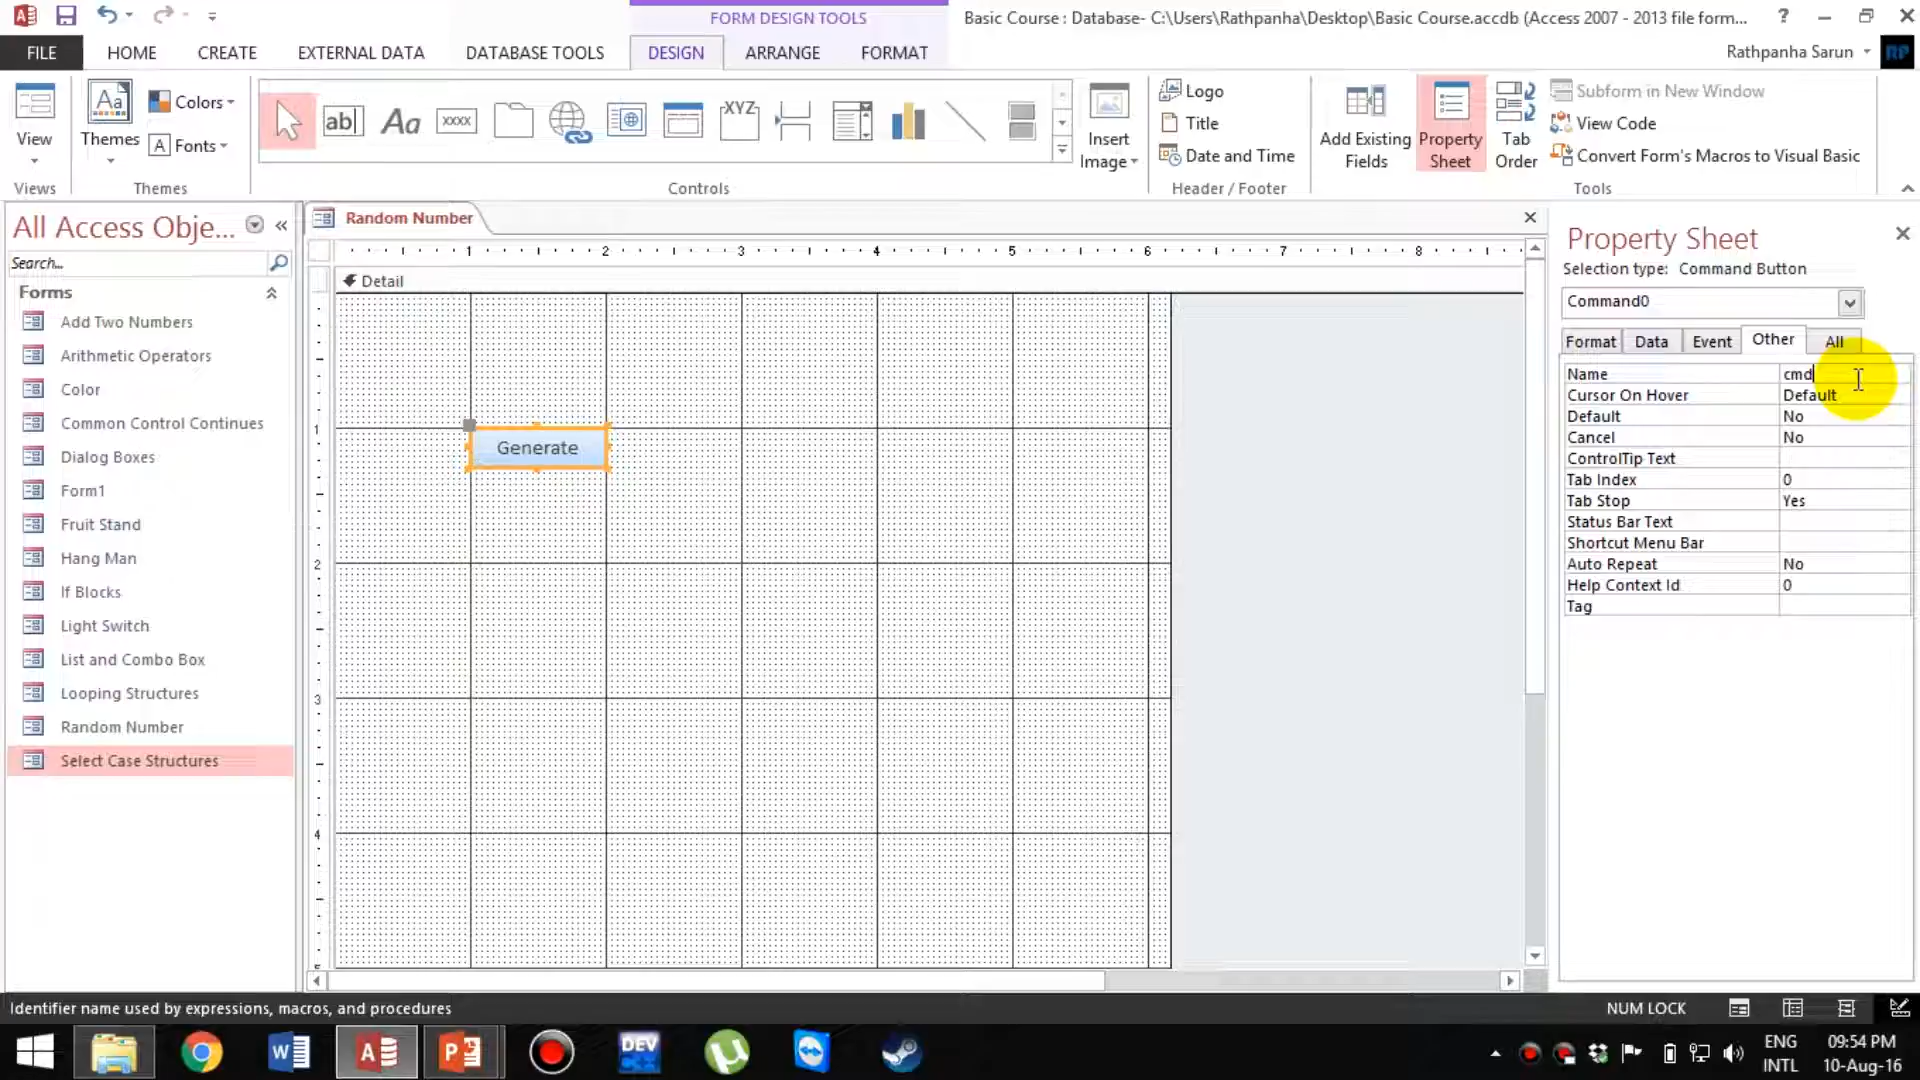 FORM DESIGN TOOLS
Basic Course : Database- C:\Users\Rathpanha\Desktop\Basic Course.accdb (Access 2007 - 2013 file form...
FILE HOME CREATE EXTERNAL DATA DATABASE TOOLS DESIGN ARRANGE FORMAT
Rathpanha Sarun
RP
View
Views
Aa
Themes
Colors
A Fonts
Themes
ab|
Aa
xxxx
XYZ
Controls
Insert
Image
Logo
Title
Date and Time
Header / Footer
Add Existing
Fields
Property
Sheet
Tab
Order
Subform in New Window
View Code
Convert Form's Macros to Visual Basic
Tools
All Access Obje...
Search...
Forms
Add Two Numbers
Arithmetic Operators
Color
Common Control Continues
Dialog Boxes
Form1
Fruit Stand
Hang Man
If Blocks
Light Switch
List and Combo Box
Looping Structures
Random Number
Select Case Structures
Random Number
1 2 3 4 5 6 7 8
Detail
1
2
3
4
Generate
Property Sheet
Selection type: Command Button
Command0
Format Data Event Other All
Name cmd
Cursor On Hover Default
Default No
Cancel No
ControlTip Text
Tab Index 0
Tab Stop Yes
Status Bar Text
Shortcut Menu Bar
Auto Repeat No
Help Context Id 0
Tag
Identifier name used by expressions, macros, and procedures
NUM LOCK
DEV
ENG
INTL
09:54 PM
10-Aug-16